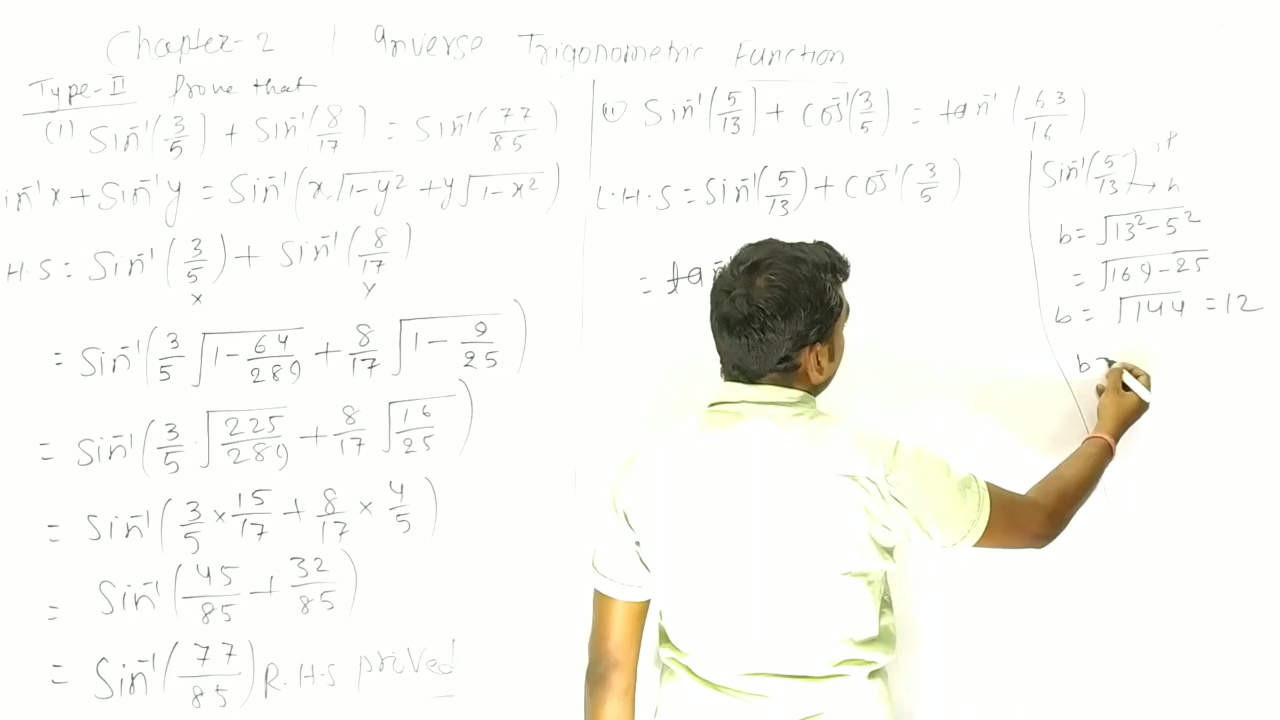 Chapter-2 | Inverse Trigonometric Function
Type-II Prove that
(i) Sin⁻¹(3/5) + Sin⁻¹(8/17) = Sin⁻¹(77/85)
in⁻¹x + Sin⁻¹y = Sin⁻¹(x.√(1-y²) + y√(1-x²))
H.S = Sin⁻¹(3/5) + Sin⁻¹(8/17)
x y
= Sin⁻¹(3/5 √(1-64/289) + 8/17 √(1-9/25))
= Sin⁻¹(3/5 . √(225/289) + 8/17 √(16/25))
= Sin⁻¹(3/5 × 15/17 + 8/17 × 4/5)
= Sin⁻¹(45/85 + 32/85)
= Sin⁻¹(77/85) R.H.S proved
(ii) Sin⁻¹(5/13) + Cos⁻¹(3/5) = tan⁻¹(63/16)
L.H.S = Sin⁻¹(5/13) + Cos⁻¹(3/5)
= tan⁻¹
Sin⁻¹(5/13) → P → h
b = √(13²-5²)
= √(169-25)
b = √144 = 12
b =